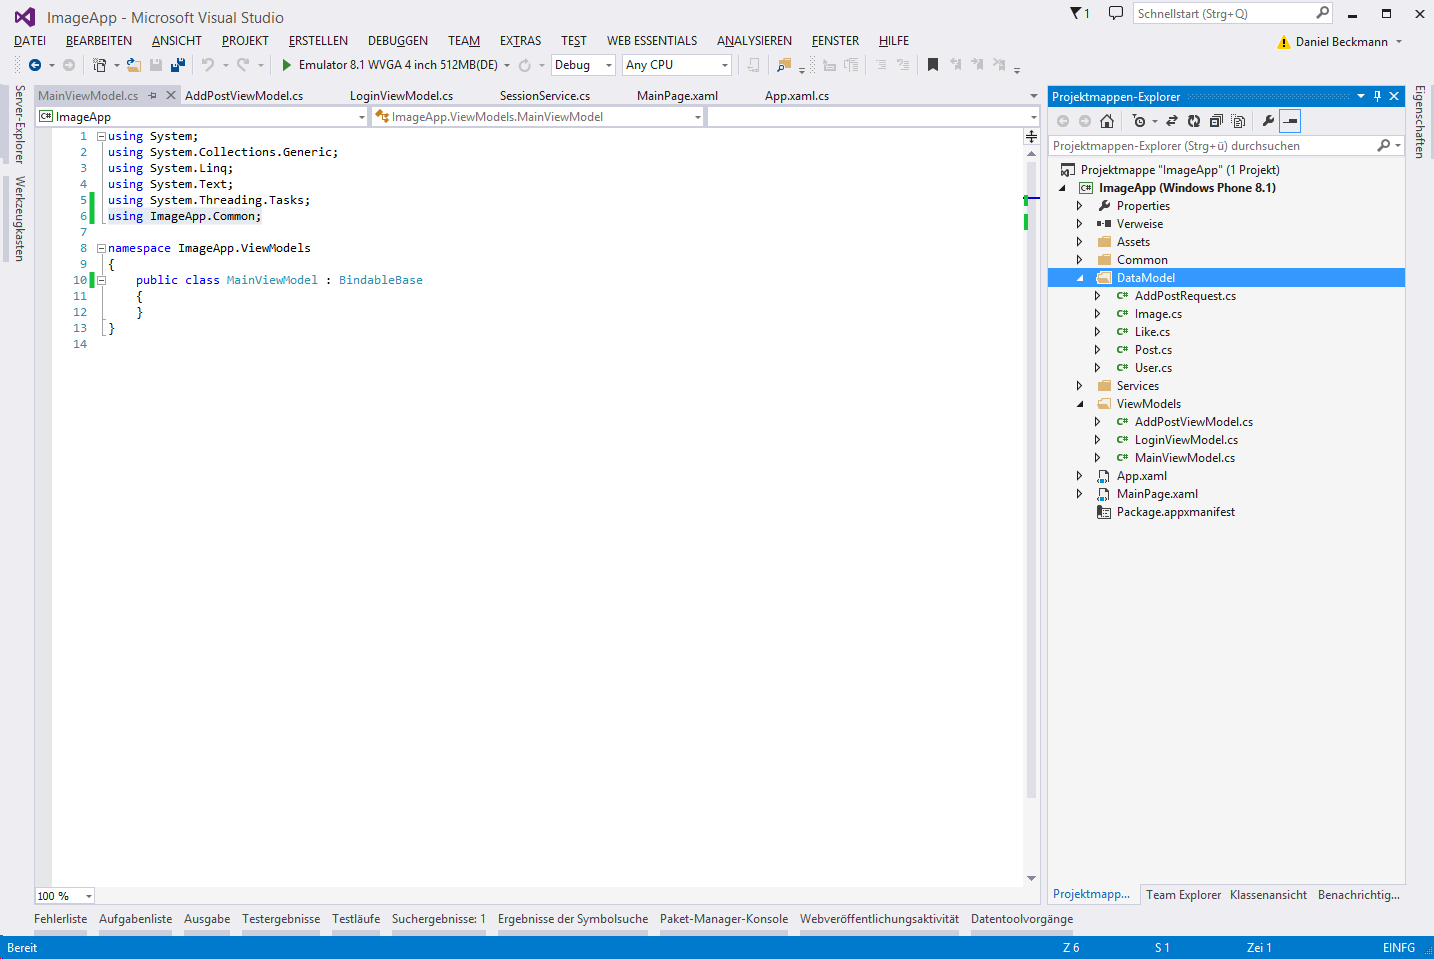 ImageApp - Microsoft Visual Studio
1
Schnellstart (Strg+Q)
DATEI BEARBEITEN ANSICHT PROJEKT ERSTELLEN DEBUGGEN TEAM EXTRAS TEST WEB ESSENTIALS ANALYSIEREN FENSTER HILFE
Daniel Beckmann
Emulator 8.1 WVGA 4 inch 512MB(DE) Debug Any CPU
Server-Explorer
Werkzeugkasten
MainViewModel.cs AddPostViewModel.cs LoginViewModel.cs SessionService.cs MainPage.xaml App.xaml.cs
ImageApp ImageApp.ViewModels.MainViewModel
1 using System;
2 using System.Collections.Generic;
3 using System.Linq;
4 using System.Text;
5 using System.Threading.Tasks;
6 using ImageApp.Common;
7
8 namespace ImageApp.ViewModels
9 {
10 public class MainViewModel : BindableBase
11 {
12 }
13 }
14
100 %
Projektmappen-Explorer
Projektmappen-Explorer (Strg+ü) durchsuchen
Projektmappe "ImageApp" (1 Projekt)
C# ImageApp (Windows Phone 8.1)
Properties
Verweise
Assets
Common
DataModel
C# AddPostRequest.cs
C# Image.cs
C# Like.cs
C# Post.cs
C# User.cs
Services
ViewModels
C# AddPostViewModel.cs
C# LoginViewModel.cs
C# MainViewModel.cs
App.xaml
MainPage.xaml
Package.appxmanifest
Projektmapp... Team Explorer Klassenansicht Benachrichtig...
Eigenschaften
Fehlerliste Aufgabenliste Ausgabe Testergebnisse Testläufe Suchergebnisse: 1 Ergebnisse der Symbolsuche Paket-Manager-Konsole Webveröffentlichungsaktivität Datentoolvorgänge
Bereit Z 6 S 1 Zei 1 EINFG